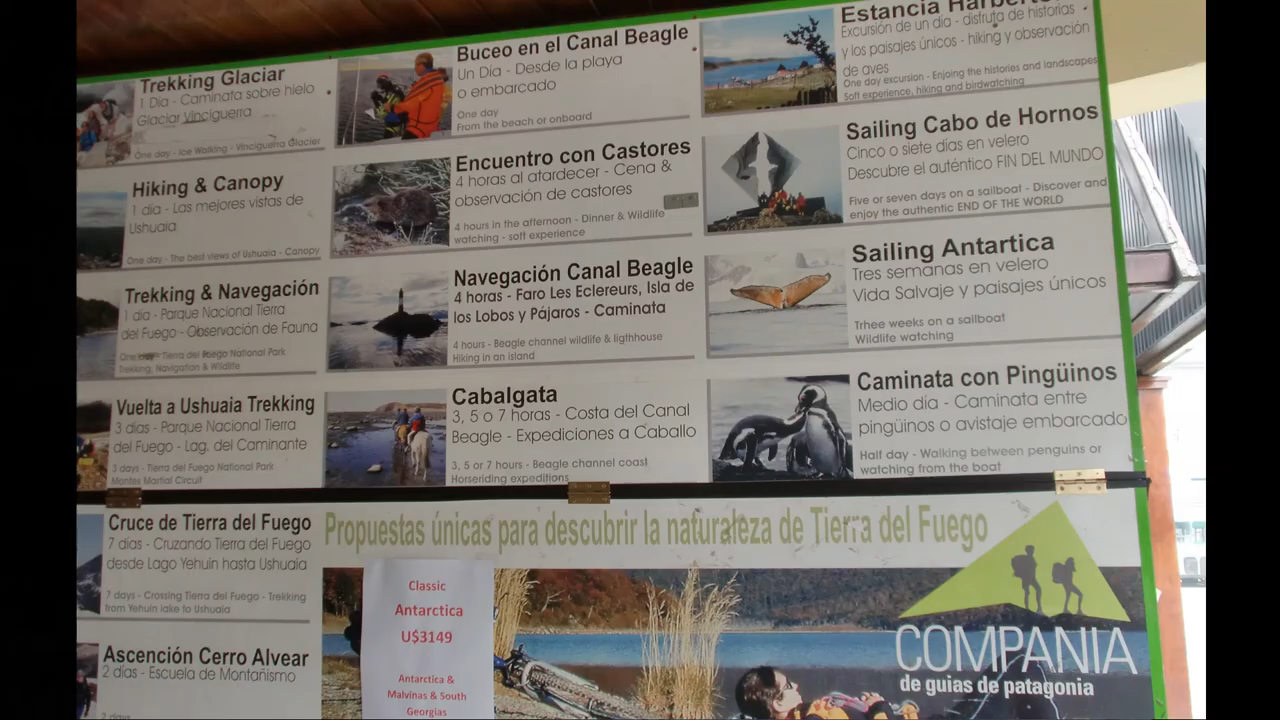 Trekking Glaciar
1 Dia - Caminata sobre hielo
Glaciar Vinciguerra
One day - Ice Walking - Vinciguerra Glacier
Hiking & Canopy
1 dia - Las mejores vistas de
Ushuaia
One day - The best views of Ushuaia - Canopy
Trekking & Navegación
1 dia - Parque Nacional Tierra
del Fuego - Observación de Fauna
One day - Tierra del Fuego National Park
Trekking, Navigation & Wildlife
Vuelta a Ushuaia Trekking
3 días - Parque Nacional Tierra
del Fuego - Lag. del Caminante
3 days - Tierra del Fuego National Park
Montes Martial Circuit
Cruce de Tierra del Fuego
7 días - Cruzando Tierra del Fuego
desde Lago Yehuin hasta Ushuaia
7 days - Crossing Tierra del Fuego - Trekking
from Yehuin lake to Ushuaia
Ascención Cerro Alvear
2 días - Escuela de Montañismo
2 days
Buceo en el Canal Beagle
Un Día - Desde la playa
o embarcado
One day
From the beach or onboard
Encuentro con Castores
4 horas al atardecer - Cena &
observación de castores
4 hours in the afternoon - Dinner & Wildlife
watching - soft experience
Navegación Canal Beagle
4 horas - Faro Les Eclereurs, Isla de
los Lobos y Pájaros - Caminata
4 hours - Beagle channel wildlife & ligthhouse
Hiking in an island
Cabalgata
3, 5 o 7 horas - Costa del Canal
Beagle - Expediciones a Caballo
3, 5 or 7 hours - Beagle channel coast
Horseriding expeditions
Estancia Harberto
Excursión de un dia - disfruta de historias
y los paisajes únicos - hiking y observación
de aves
One day excursion - Enjoying the histories and landscapes
Soft experience, hiking and birdwatching
Sailing Cabo de Hornos
Cinco o siete días en velero
Descubre el auténtico FIN DEL MUNDO
Five or seven days on a sailboat - Discover and
enjoy the authentic END OF THE WORLD
Sailing Antartica
Tres semanas en velero
Vida Salvaje y paisajes únicos
Trhee weeks on a sailboat
Wildlife watching
Caminata con Pingüinos
Medio día - Caminata entre
pingüinos o avistaje embarcado
Half day - Walking between penguins or
watching from the boat
Propuestas únicas para descubrir la naturaleza de Tierra del Fuego
Classic
Antarctica
U$3149
Antarctica &
Malvinas & South
Georgias
COMPANIA
de guias de patagonia